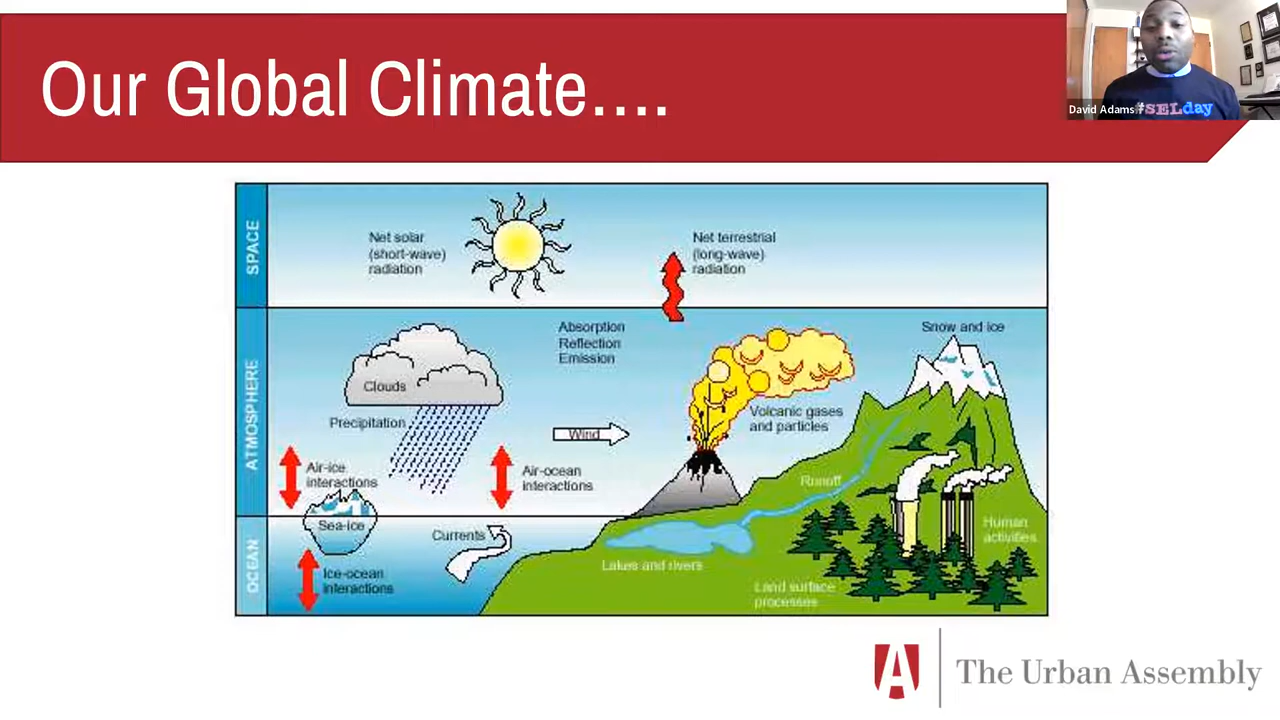 Our Global Climate....
David Adams
#SELday
SPACE
Net solar
(short-wave)
radiation
Net terrestrial
(long-wave)
radiation
ATMOSPHERE
Absorption
Reflection
Emission
Snow and ice
Clouds
Precipitation
Wind
Volcanic gases
and particles
Air-ice
interactions
Air-ocean
interactions
Runoff
Sea-ice
Currents
Human
activities
OCEAN
Ice-ocean
interactions
Lakes and rivers
Land surface
processes
A
The Urban Assembly